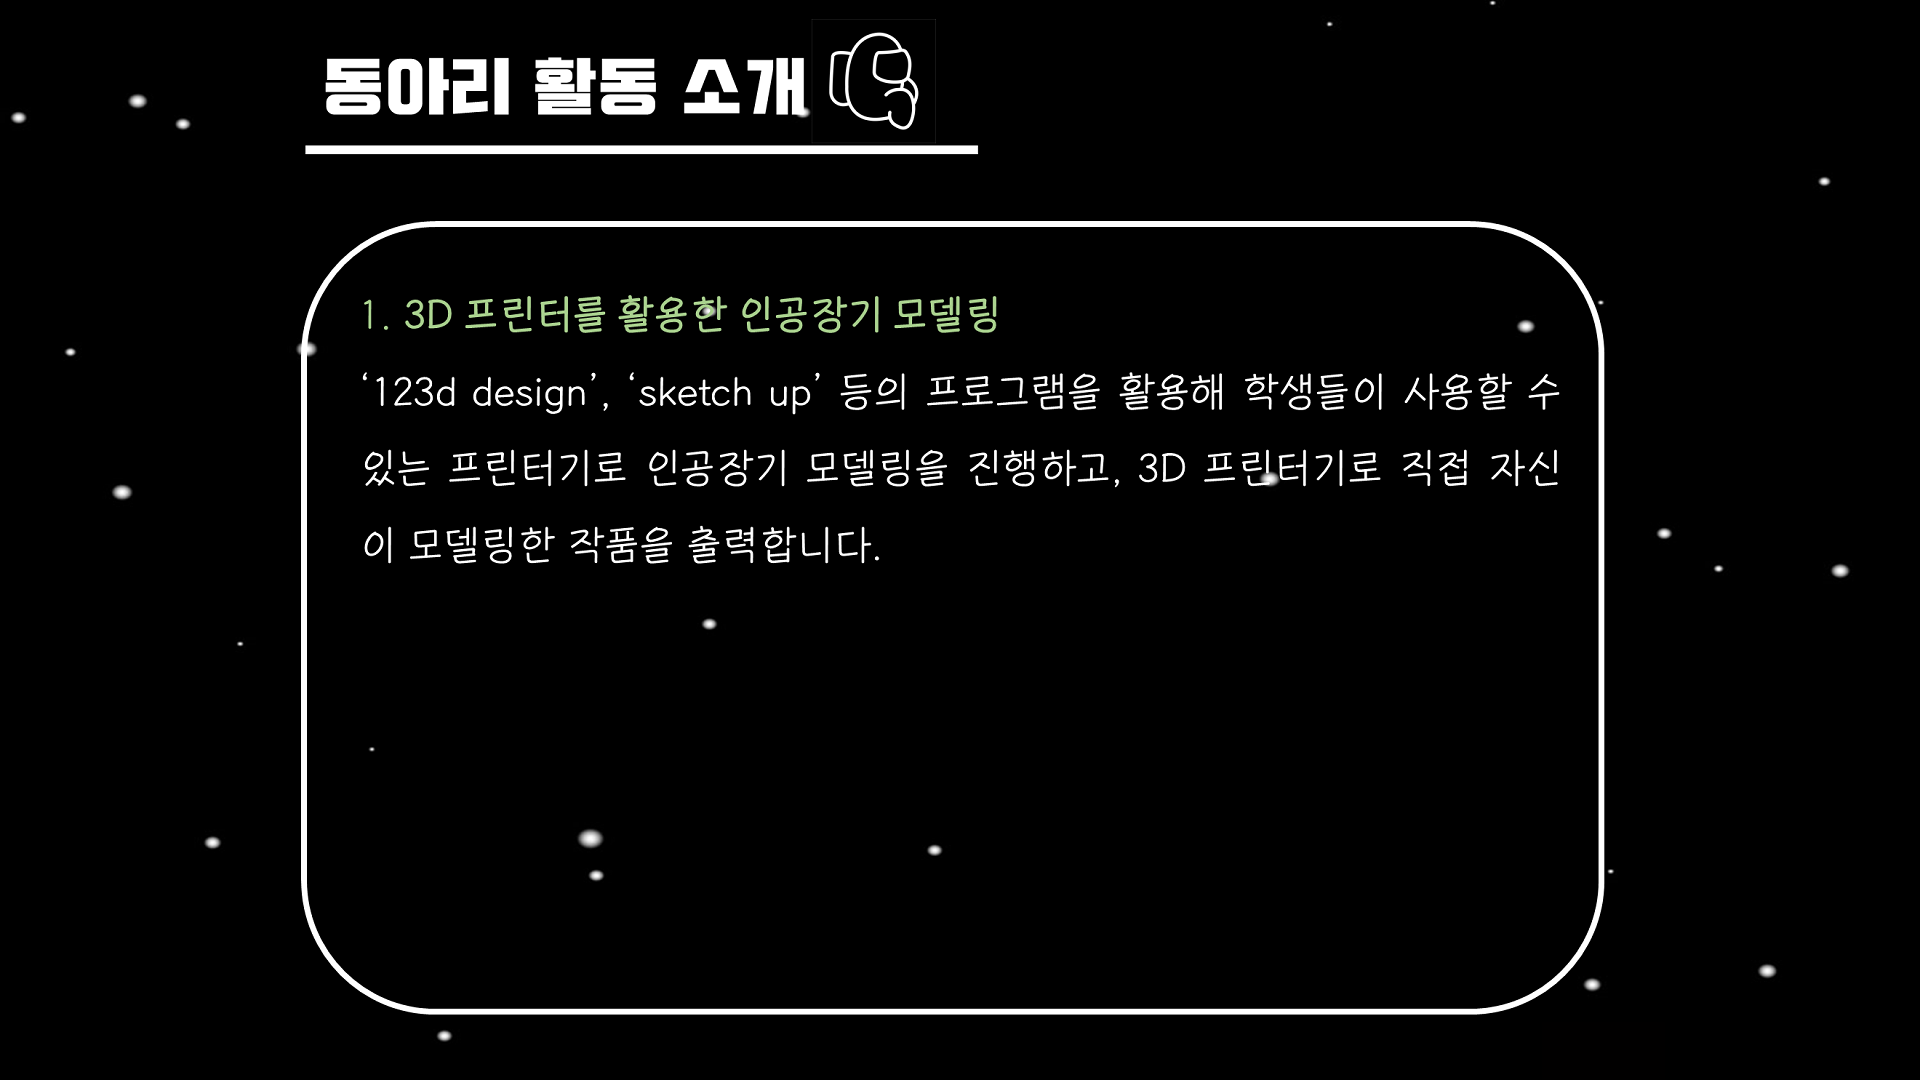 동아리 활동 소개
1. 3D 프린터를 활용한 인공장기 모델링
‘123d design’, ‘sketch up’ 등의 프로그램을 활용해 학생들이 사용할 수
있는 프린터기로 인공장기 모델링을 진행하고, 3D 프린터기로 직접 자신
이 모델링한 작품을 출력합니다.